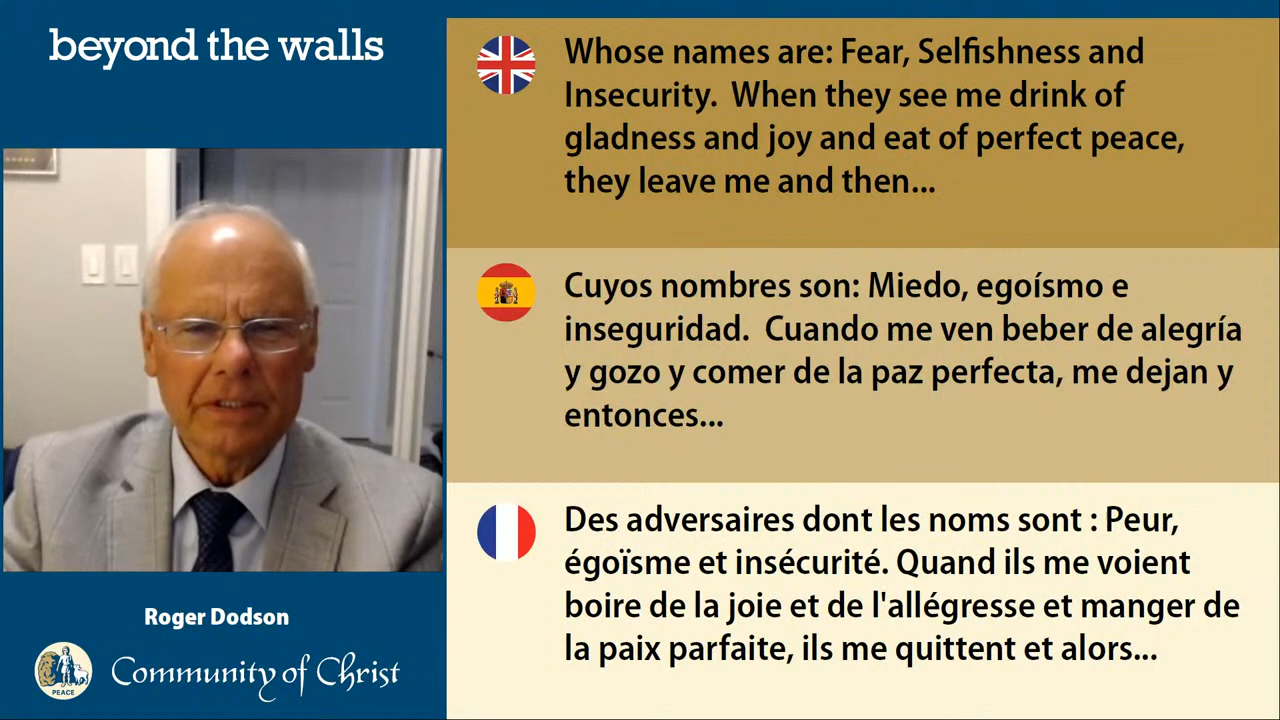 beyond the walls
Roger Dodson
PEACE
Community of Christ
Whose names are: Fear, Selfishness and
Insecurity.  When they see me drink of
gladness and joy and eat of perfect peace,
they leave me and then...
Cuyos nombres son: Miedo, egoísmo e
inseguridad.  Cuando me ven beber de alegría
y gozo y comer de la paz perfecta, me dejan y
entonces...
Des adversaires dont les noms sont : Peur,
égoïsme et insécurité. Quand ils me voient
boire de la joie et de l'allégresse et manger de
la paix parfaite, ils me quittent et alors...